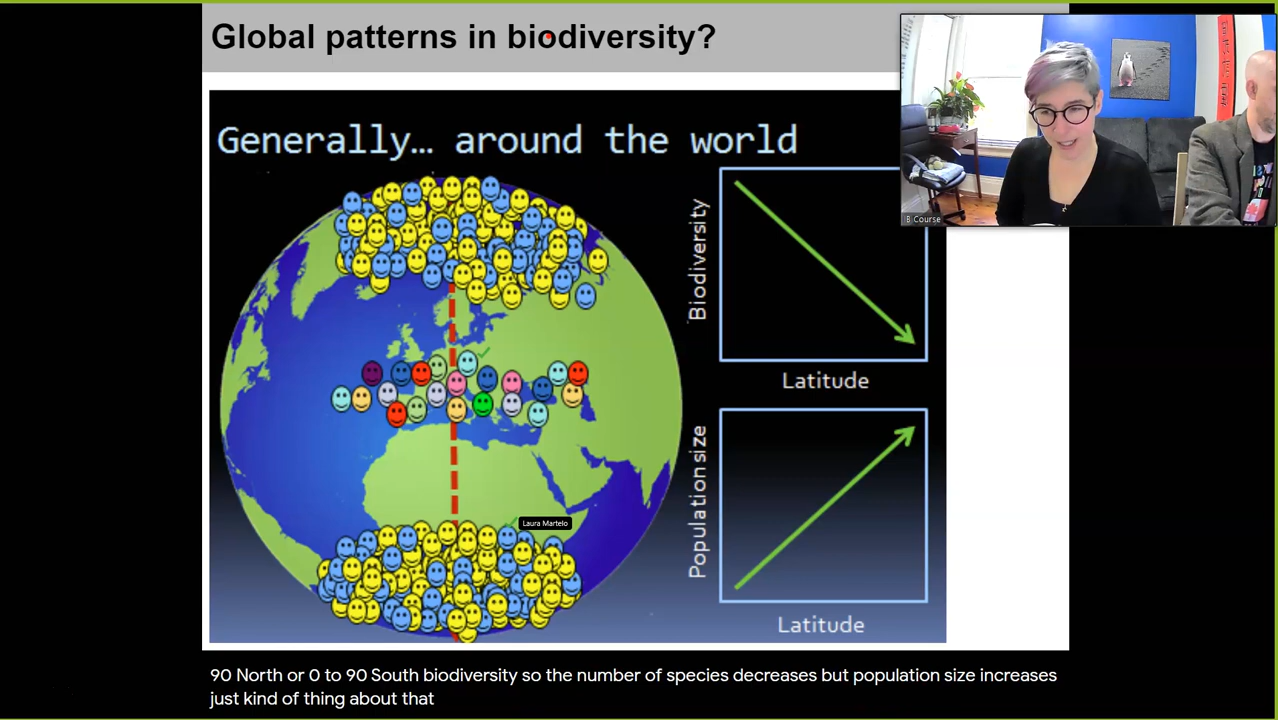 Global patterns in biodiversity?
Generally... around the world
Biodiversity
Latitude
Population size
Latitude
B Course
Laura Martelo
90 North or 0 to 90 South biodiversity so the number of species decreases but population size increases
just kind of thing about that